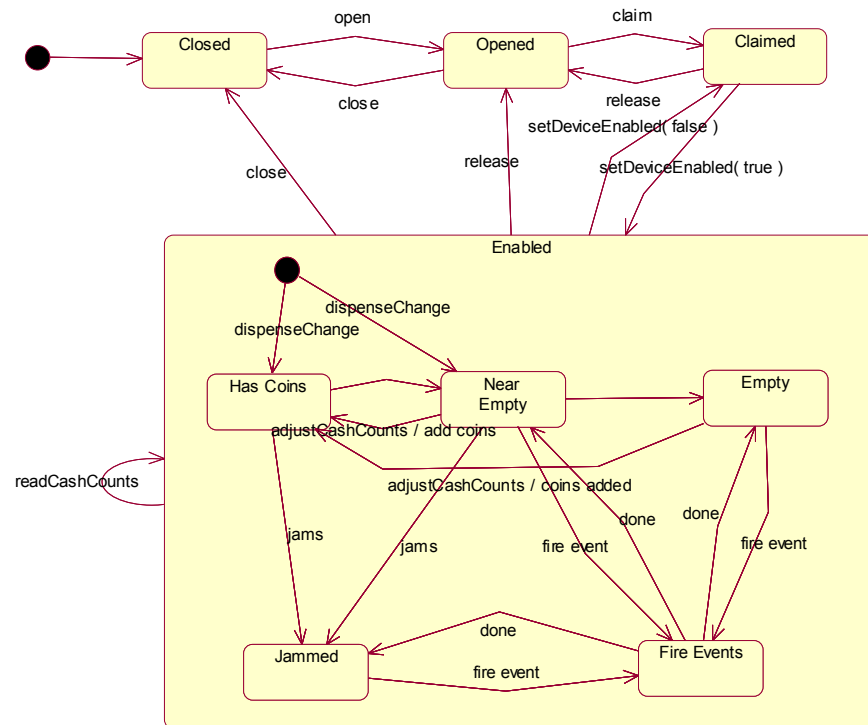 open
claim
Closed
Opened
Claimed
close
release
setDeviceEnabled( false )
release
setDeviceEnabled( true )
close
Enabled
dispenseChange
dispenseChange
Has Coins
Near
Empty
Empty
adjustCashCounts / add coins
readCashCounts
adjustCashCounts / coins added
done
done
jams
jams
fire event
fire event
done
Jammed
Fire Events
fire event